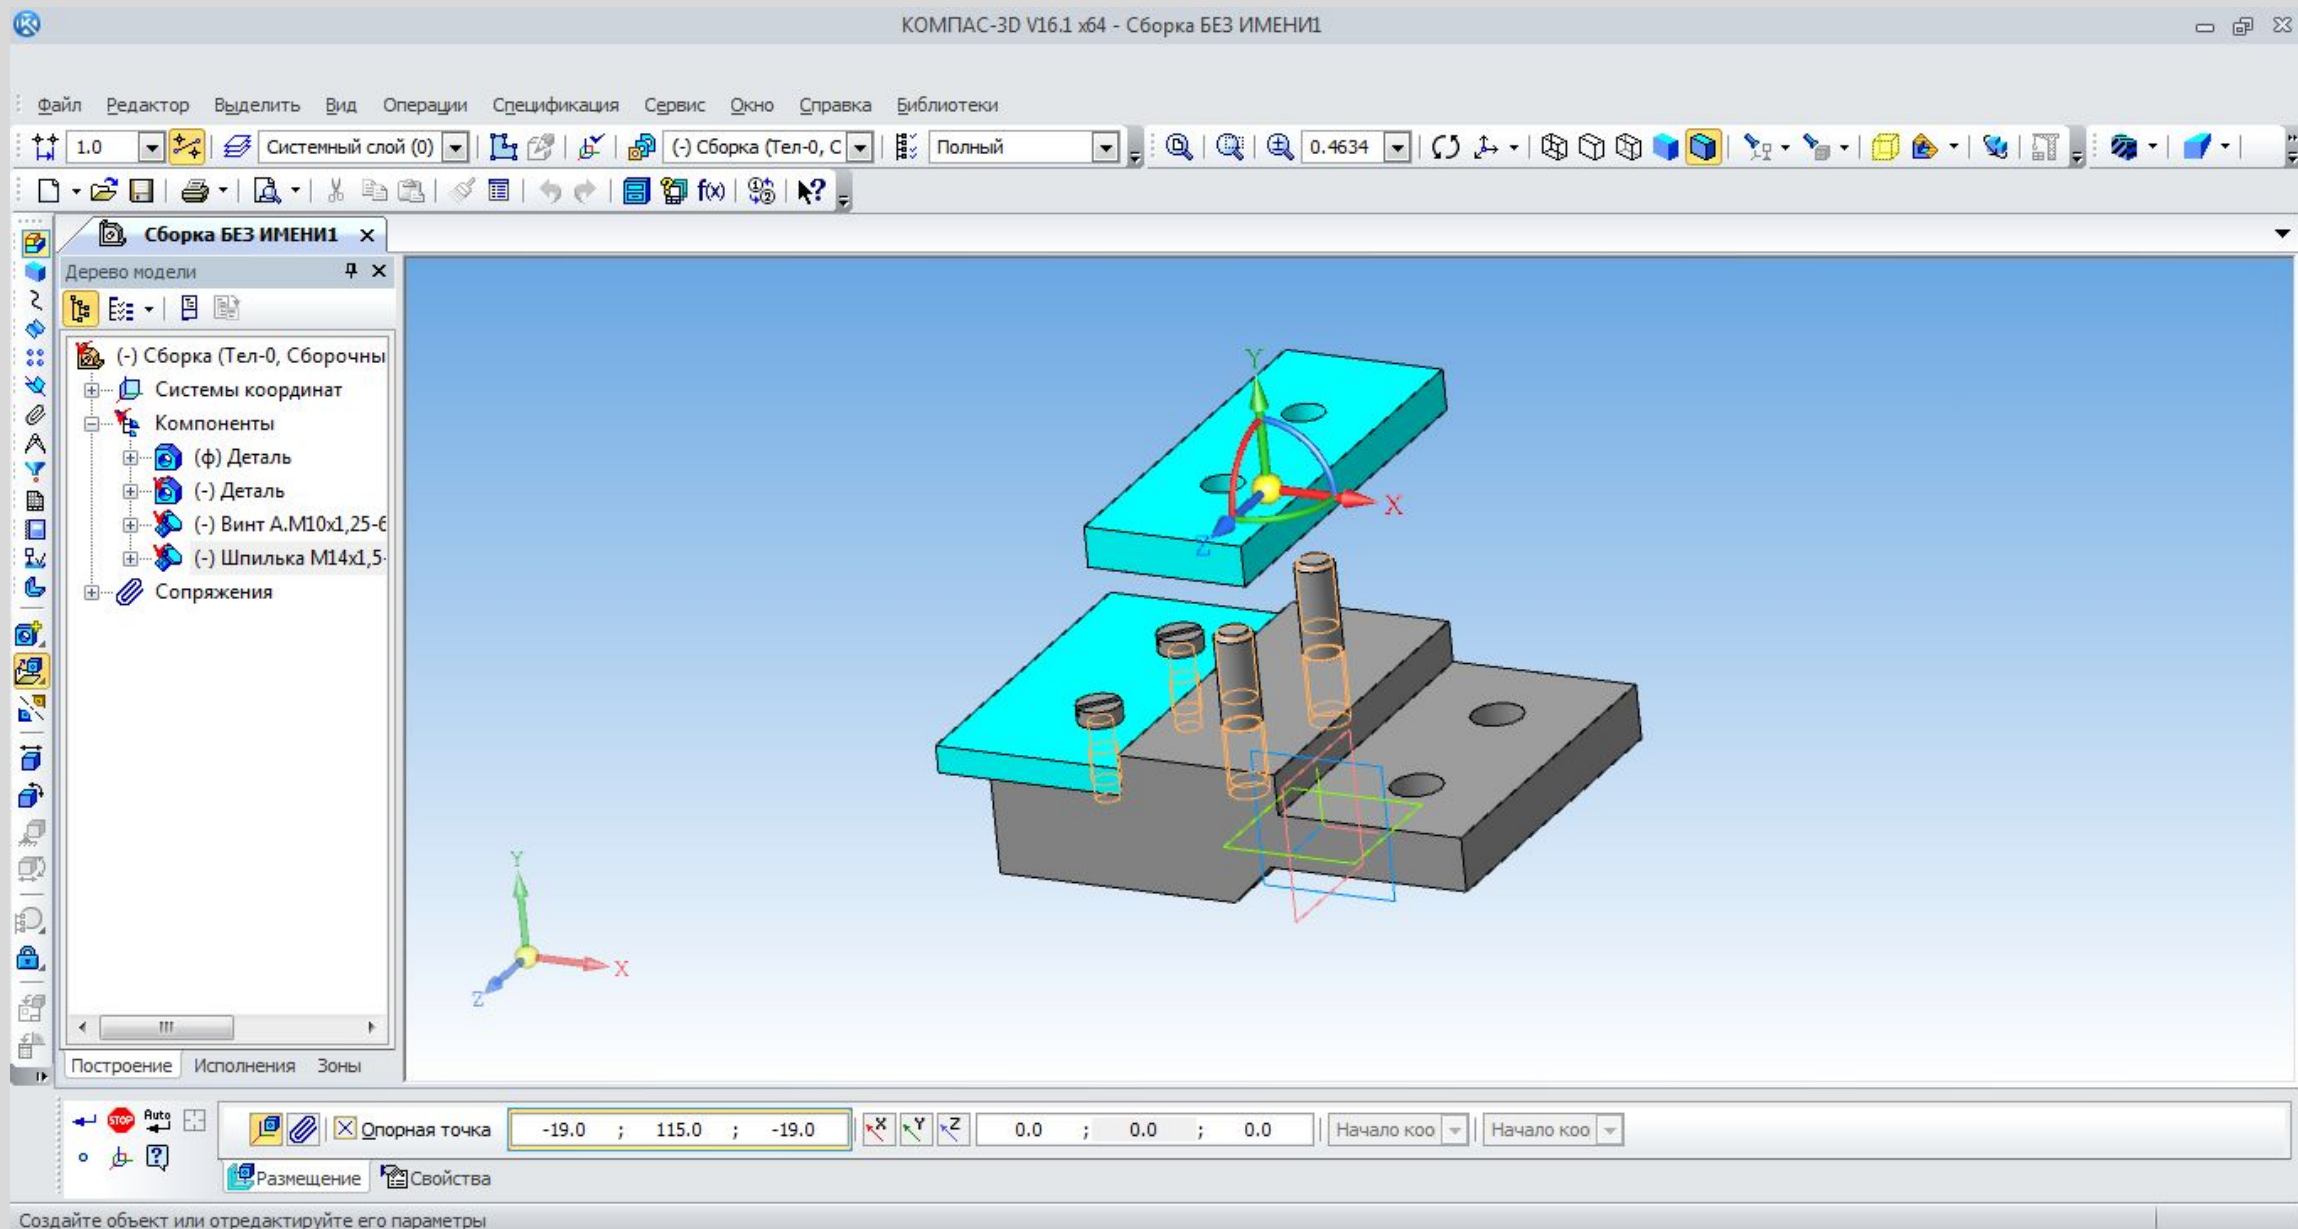 КОМПАС-3D V16.1 x64 - Сборка БЕЗ ИМЕНИ1
Файл Редактор Выделить Вид Операции Спецификация Сервис Окно Справка Библиотеки
1.0 Системный слой (0) (-) Сборка (Тел-0, С Полный 0.4634
f(x)
Сборка БЕЗ ИМЕНИ1
Дерево модели
(-) Сборка (Тел-0, Сборочны
Системы координат
Компоненты
(ф) Деталь
(-) Деталь
(-) Винт А.М10х1,25-6
(-) Шпилька М14х1,5-
Сопряжения
Y
X
Z
Y
X
Z
Построение Исполнения Зоны
STOP Auto Опорная точка -19.0 ; 115.0 ; -19.0 X Y Z 0.0 ; 0.0 ; 0.0 Начало коо Начало коо
Размещение Свойства
Создайте объект или отредактируйте его параметры